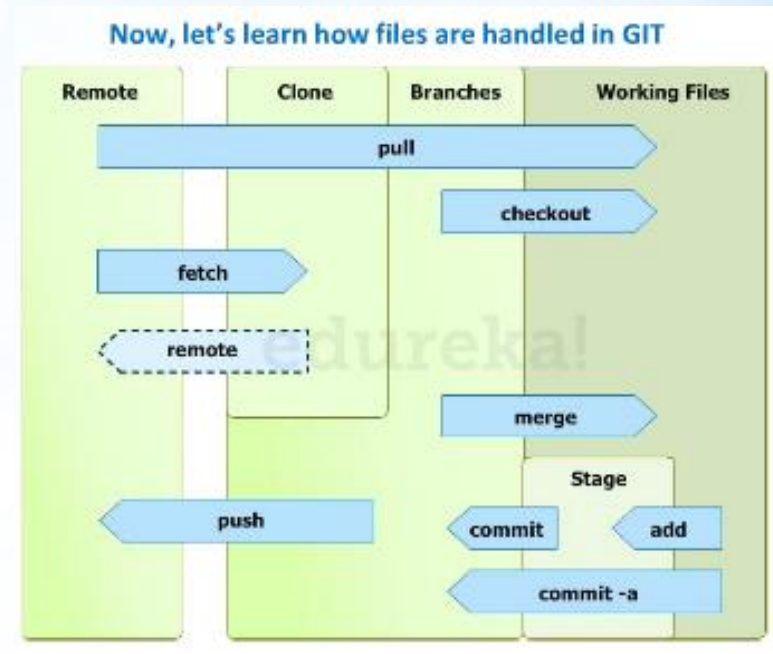 Now, let's learn how files are handled in GIT
Remote Clone Branches Working Files
pull
checkout
fetch
remote
edureka!
merge
Stage
push commit add
commit -a